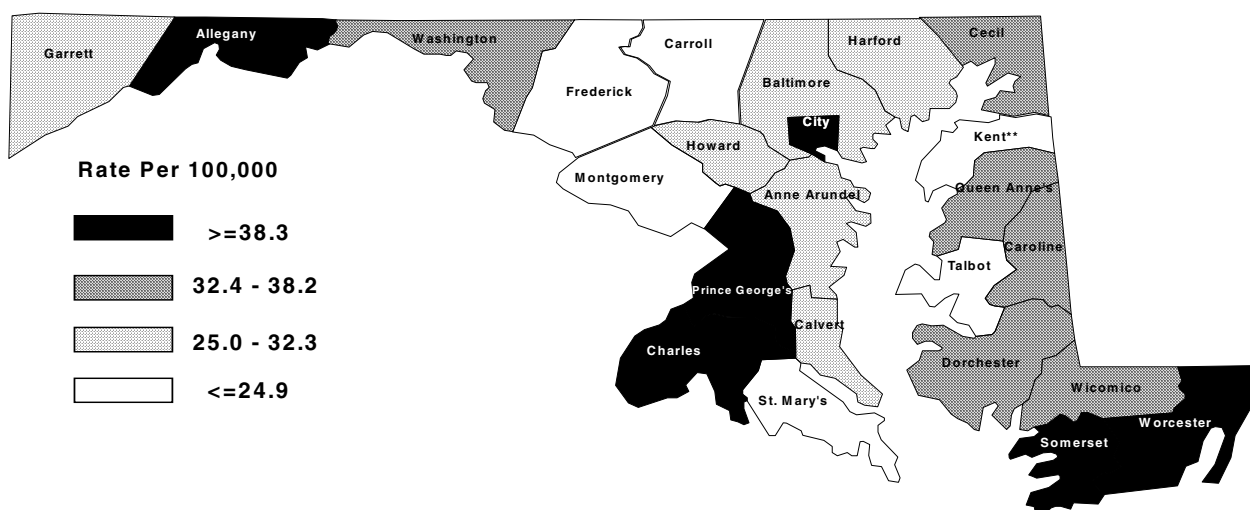 Garrett
Allegany
Washington
Frederick
Carroll
Baltimore
Harford
Cecil
City
Kent**
Howard
Montgomery
Anne Arundel
Queen Anne's
Caroline
Talbot
Prince George's
Calvert
Charles
St. Mary's
Dorchester
Wicomico
Worcester
Somerset
Rate Per 100,000
>=38.3
32.4 - 38.2
25.0 - 32.3
<=24.9